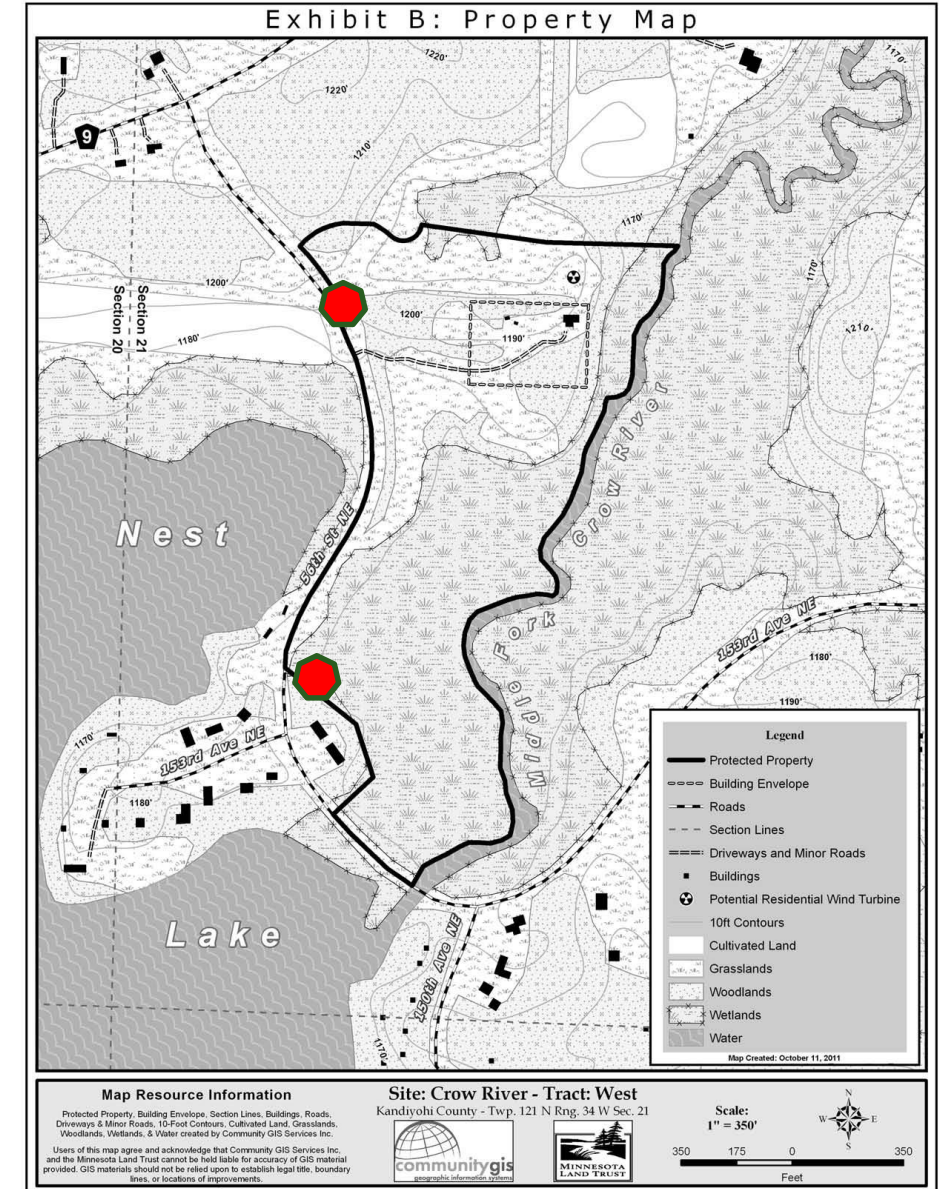 Exhibit B: Property Map
1220'
1170'
1220'
9
1210'
1170'
1200'
1170'
Section 20
Section 21
1200'
1210'
1180'
1190'
Nest
Crow River
56th St NE
153rd Ave NE
Fork
1180'
Middle
1190'
1170'
153rd Ave NE
1180'
Lake
150th Ave NE
1170'
Legend
Protected Property
Building Envelope
Roads
Section Lines
Driveways and Minor Roads
Buildings
Potential Residential Wind Turbine
10ft Contours
Cultivated Land
Grasslands
Woodlands
Wetlands
Water
Map Created: October 11, 2011
Map Resource Information
Protected Property, Building Envelope, Section Lines, Buildings, Roads,
Driveways & Minor Roads, 10-Foot Contours, Cultivated Land, Grasslands,
Woodlands, Wetlands, & Water created by Community GIS Services Inc.
Users of this map agree and acknowledge that Community GIS Services Inc,
and the Minnesota Land Trust cannot be held liable for accuracy of GIS material
provided. GIS materials should not be relied upon to establish legal title, boundary
lines, or locations of improvements.
Site: Crow River - Tract: West
Kandiyohi County - Twp. 121 N Rng. 34 W Sec. 21
communitygis
geographic information systems
MINNESOTA
LAND TRUST
Scale:
1" = 350'
N
W
E
S
350
175
0
350
Feet